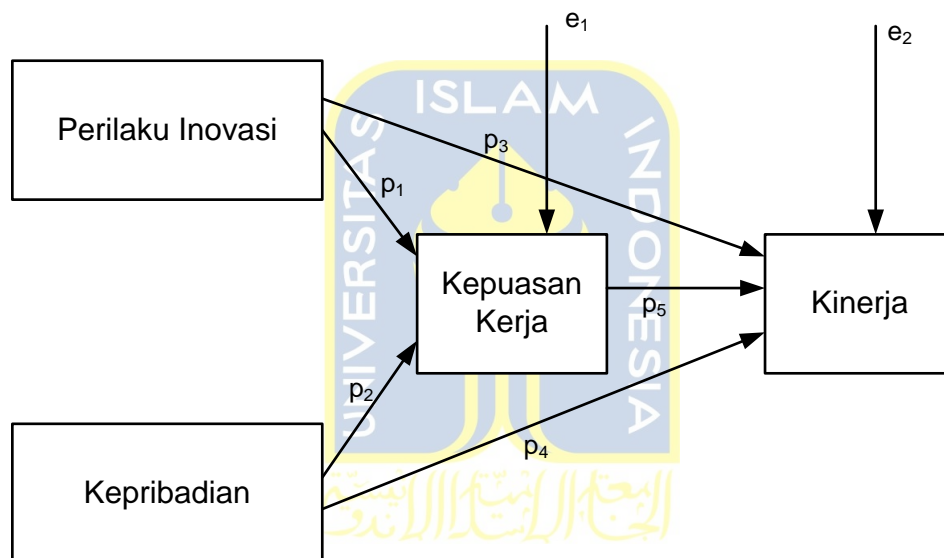 e₁
e₂
Perilaku Inovasi
UNIVERSITAS
ISLAM
INDONESIA
p₃
p₁
Kepuasan
Kerja
p₅
Kinerja
p₂
p₄
Kepribadian